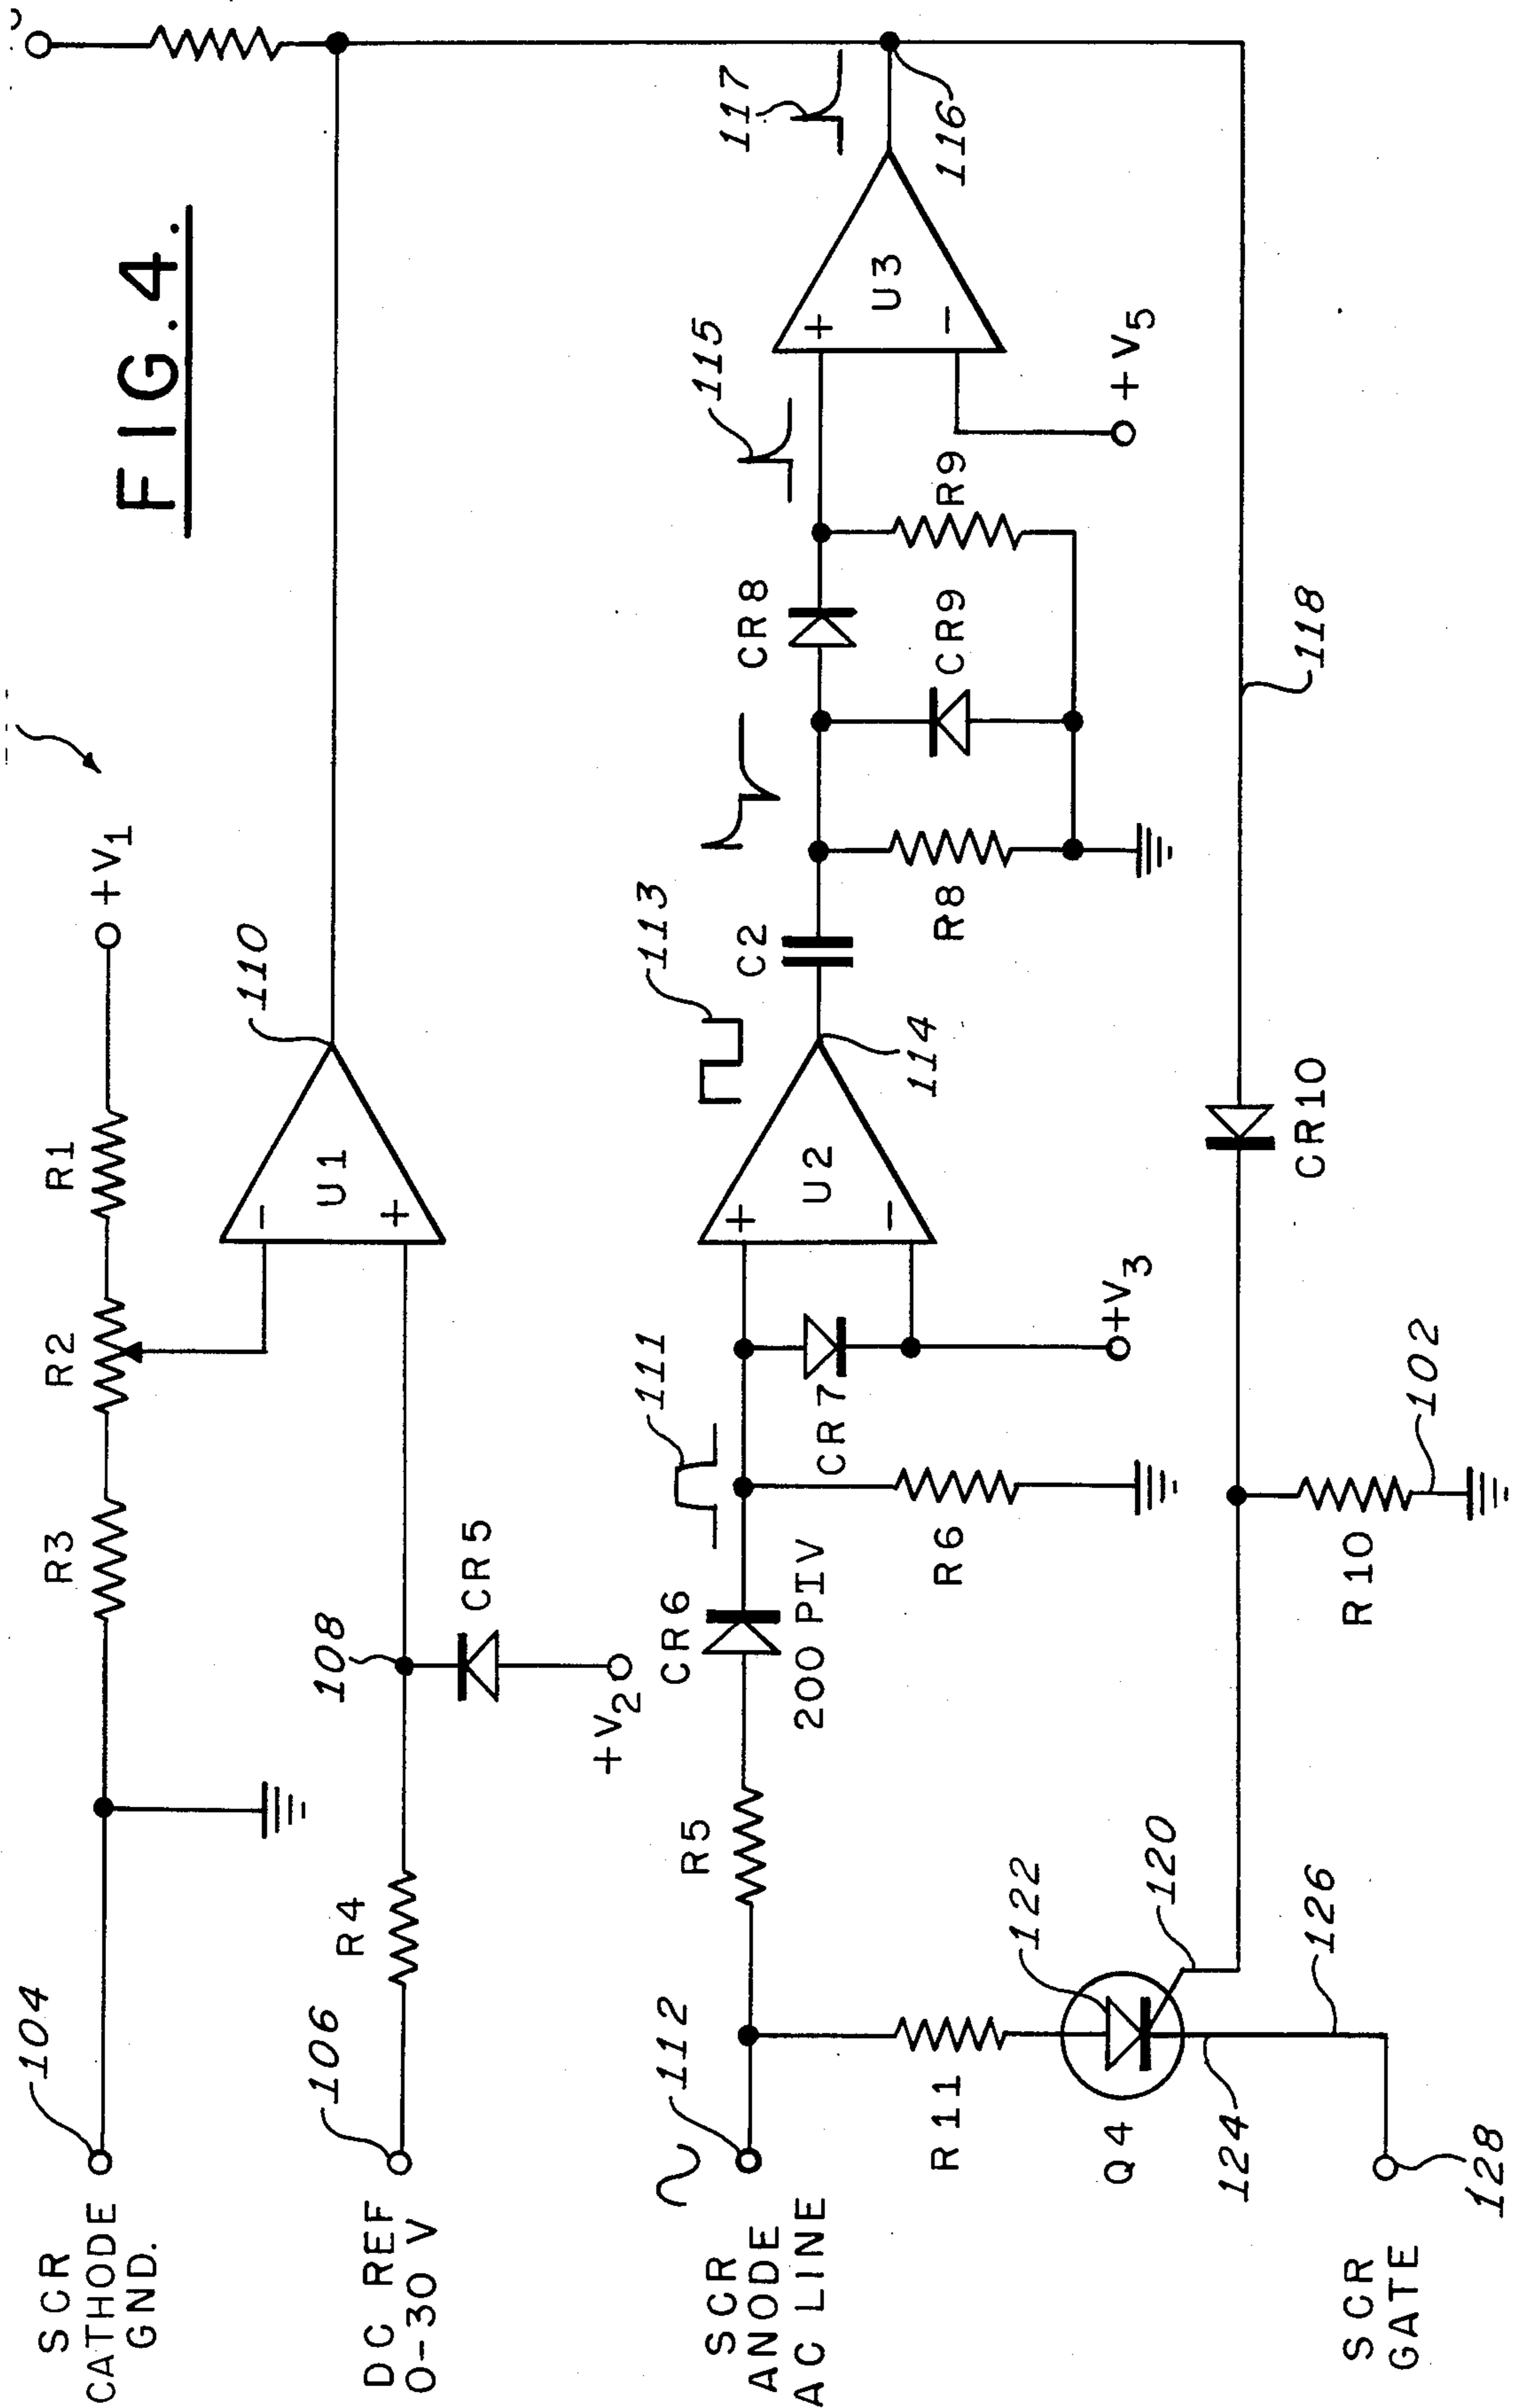 FIG.4.
R3
R2
R1
+V1
SCR
CATHODE
GND.
104
110
U1
-
+
DC REF
0-30 V
106
R4
108
CR5
+V2
SCR
ANODE
AC LINE
112
R5
CR6
200 PIV
111
R6
CR7
+V3
+
-
U2
113
114
C2
R8
CR9
CR8
R9
115
+
-
U3
+V5
117
116
R11
Q4
122
120
124
126
R10
102
CR10
118
SCR
GATE
128